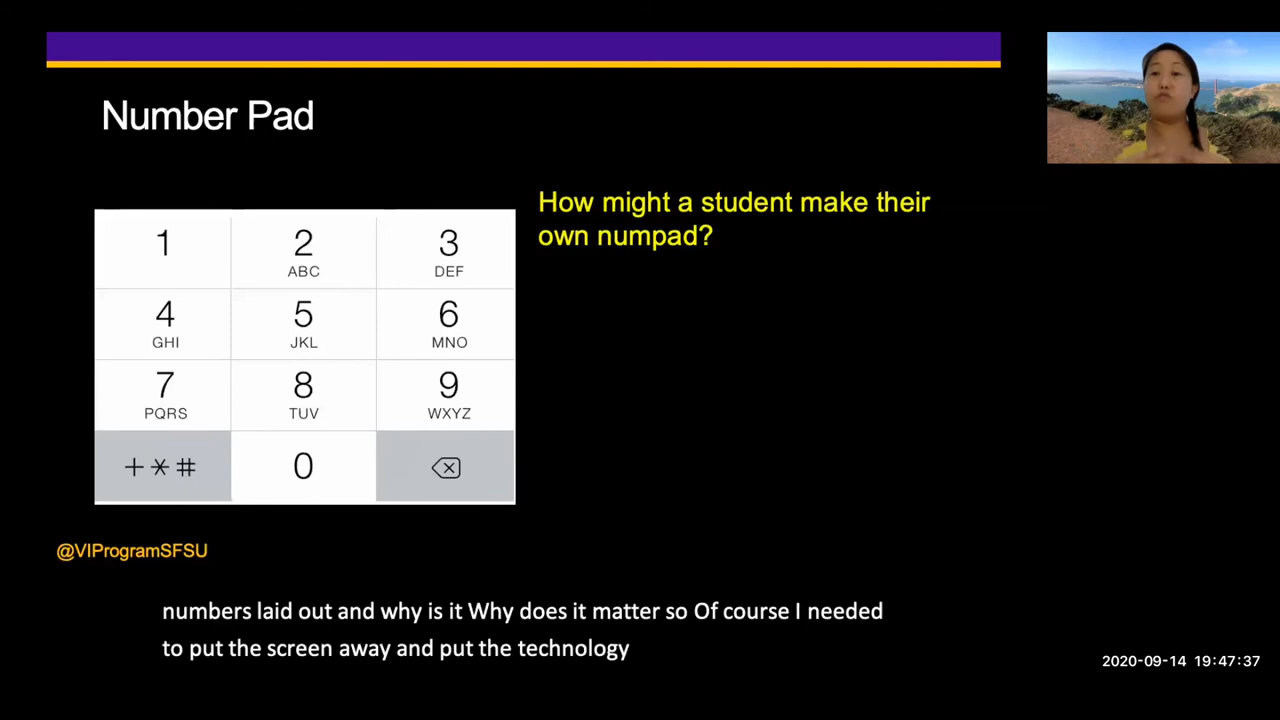 Number Pad
How might a student make their
own numpad?
1 2 3
ABC DEF
4 5 6
GHI JKL MNO
7 8 9
PQRS TUV WXYZ
+*# 0
@VIProgramSFSU
numbers laid out and why is it Why does it matter so Of course I needed
to put the screen away and put the technology
2020-09-14 19:47:37